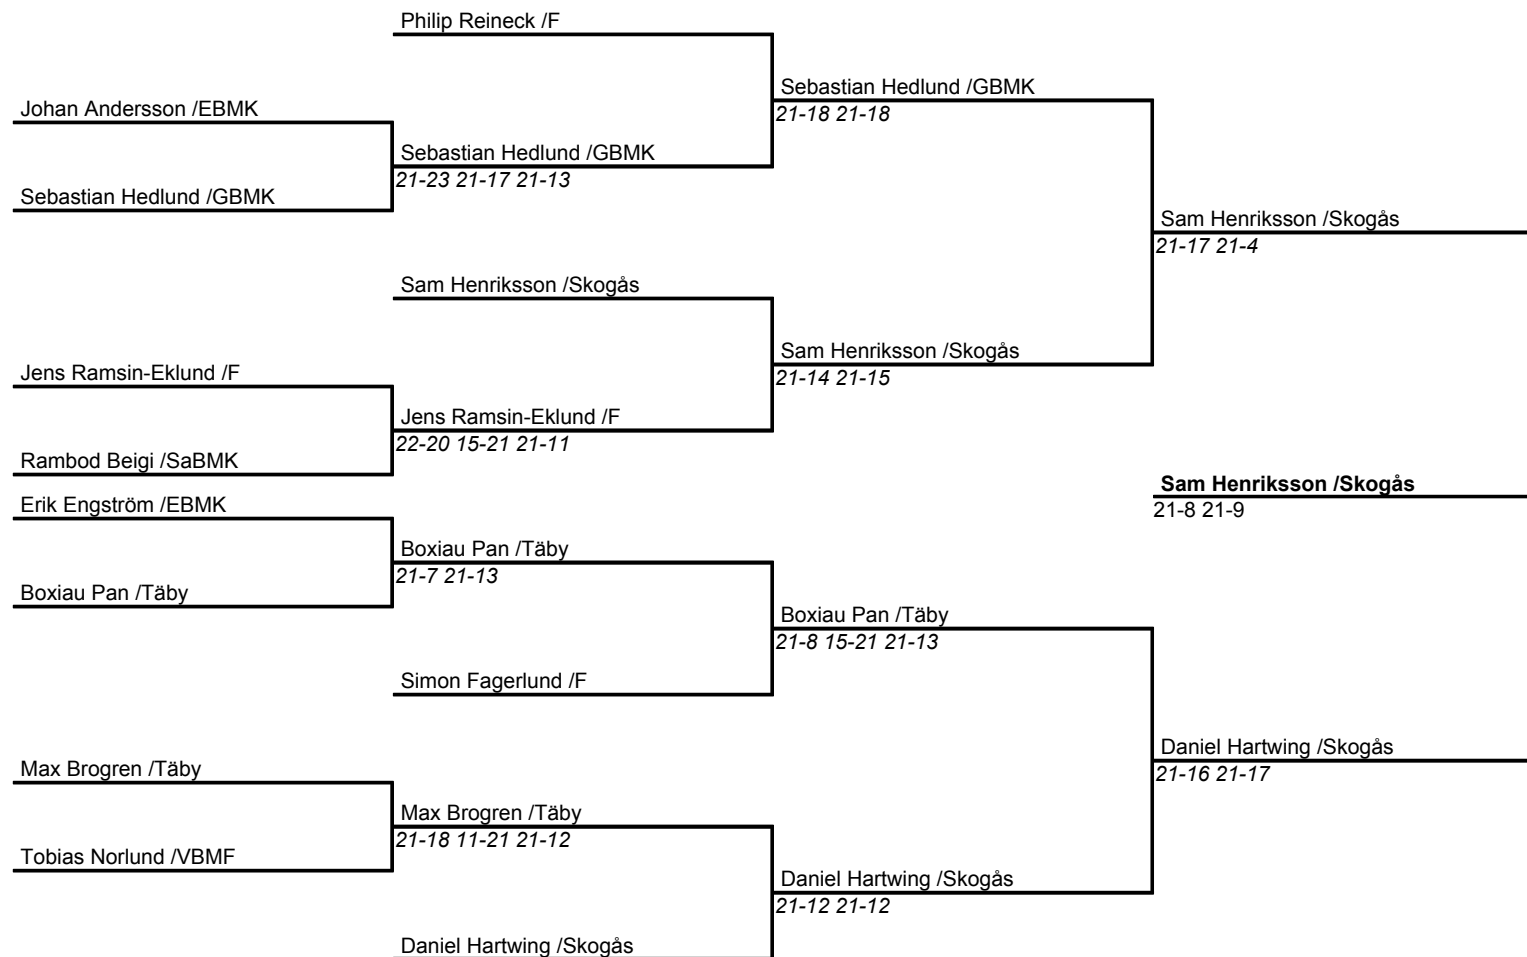 Philip Reineck /F
Sebastian Hedlund /GBMK
21-18 21-18
Johan Andersson /EBMK
Sebastian Hedlund /GBMK
21-23 21-17 21-13
Sebastian Hedlund /GBMK
Sam Henriksson /Skogås
21-17 21-4
Sam Henriksson /Skogås
Sam Henriksson /Skogås
21-14 21-15
Jens Ramsin-Eklund /F
Jens Ramsin-Eklund /F
22-20 15-21 21-11
Rambod Beigi /SaBMK
Sam Henriksson /Skogås
21-8 21-9
Erik Engström /EBMK
Boxiau Pan /Täby
21-7 21-13
Boxiau Pan /Täby
Boxiau Pan /Täby
21-8 15-21 21-13
Simon Fagerlund /F
Daniel Hartwing /Skogås
21-16 21-17
Max Brogren /Täby
Max Brogren /Täby
21-18 11-21 21-12
Tobias Norlund /VBMF
Daniel Hartwing /Skogås
21-12 21-12
Daniel Hartwing /Skogås